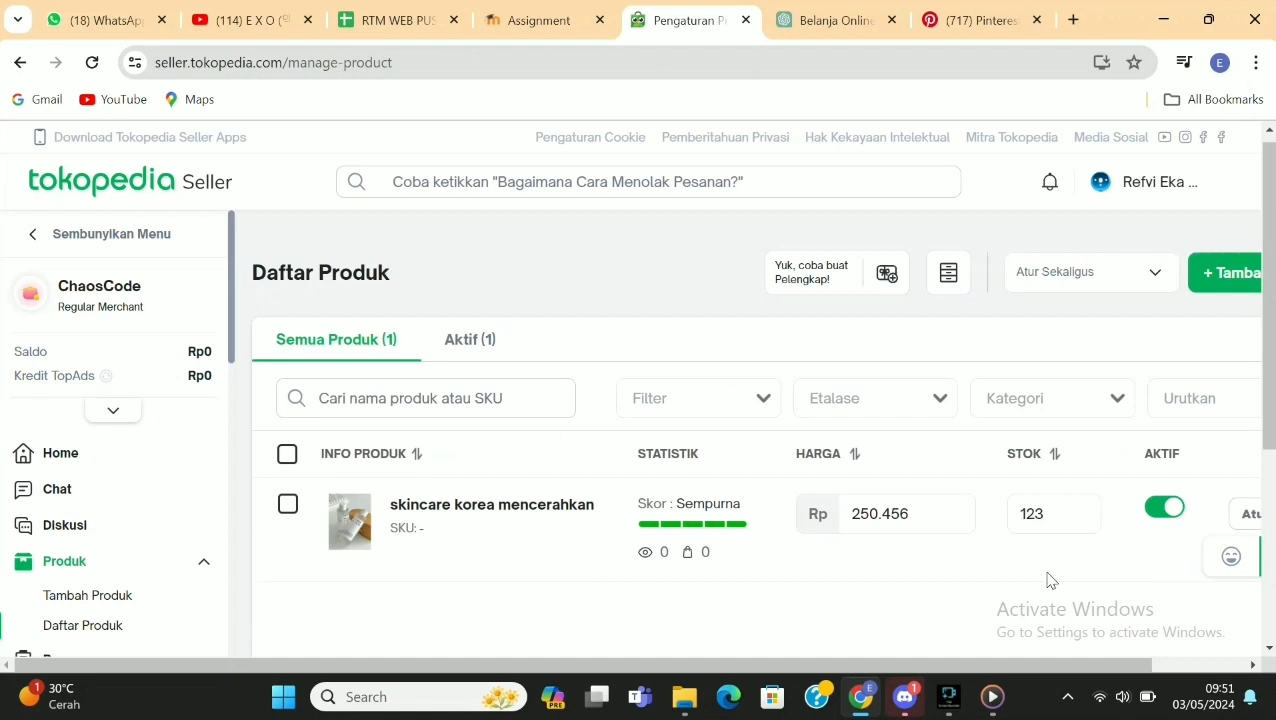 (18) WhatsApp
(114) E X O (
RTM WEB PUS
Assignment
Pengaturan P
Belanja Online
(717) Pinteres
seller.tokopedia.com/manage-product
E
Gmail
YouTube
Maps
All Bookmarks
Download Tokopedia Seller Apps
Pengaturan Cookie
Pemberitahuan Privasi
Hak Kekayaan Intelektual
Mitra Tokopedia
Media Sosial
tokopedia Seller
Coba ketikkan "Bagaimana Cara Menolak Pesanan?"
Refvi Eka ...
Sembunyikan Menu
ChaosCode
Regular Merchant
Saldo Rp0
Kredit TopAds Rp0
Home
Chat
Diskusi
Produk
Tambah Produk
Daftar Produk
Daftar Produk
Yuk, coba buat
Pelengkap!
Atur Sekaligus
+ Tamba
Semua Produk (1)
Aktif (1)
Cari nama produk atau SKU
Filter
Etalase
Kategori
Urutkan
INFO PRODUK
STATISTIK
HARGA
STOK
AKTIF
skincare korea mencerahkan
SKU: -
Skor : Sempurna
0 0
Rp 250.456
123
Atu
Activate Windows
Go to Settings to activate Windows.
1
30°C
Cerah
Search
PRE
E
1
09:51
03/05/2024